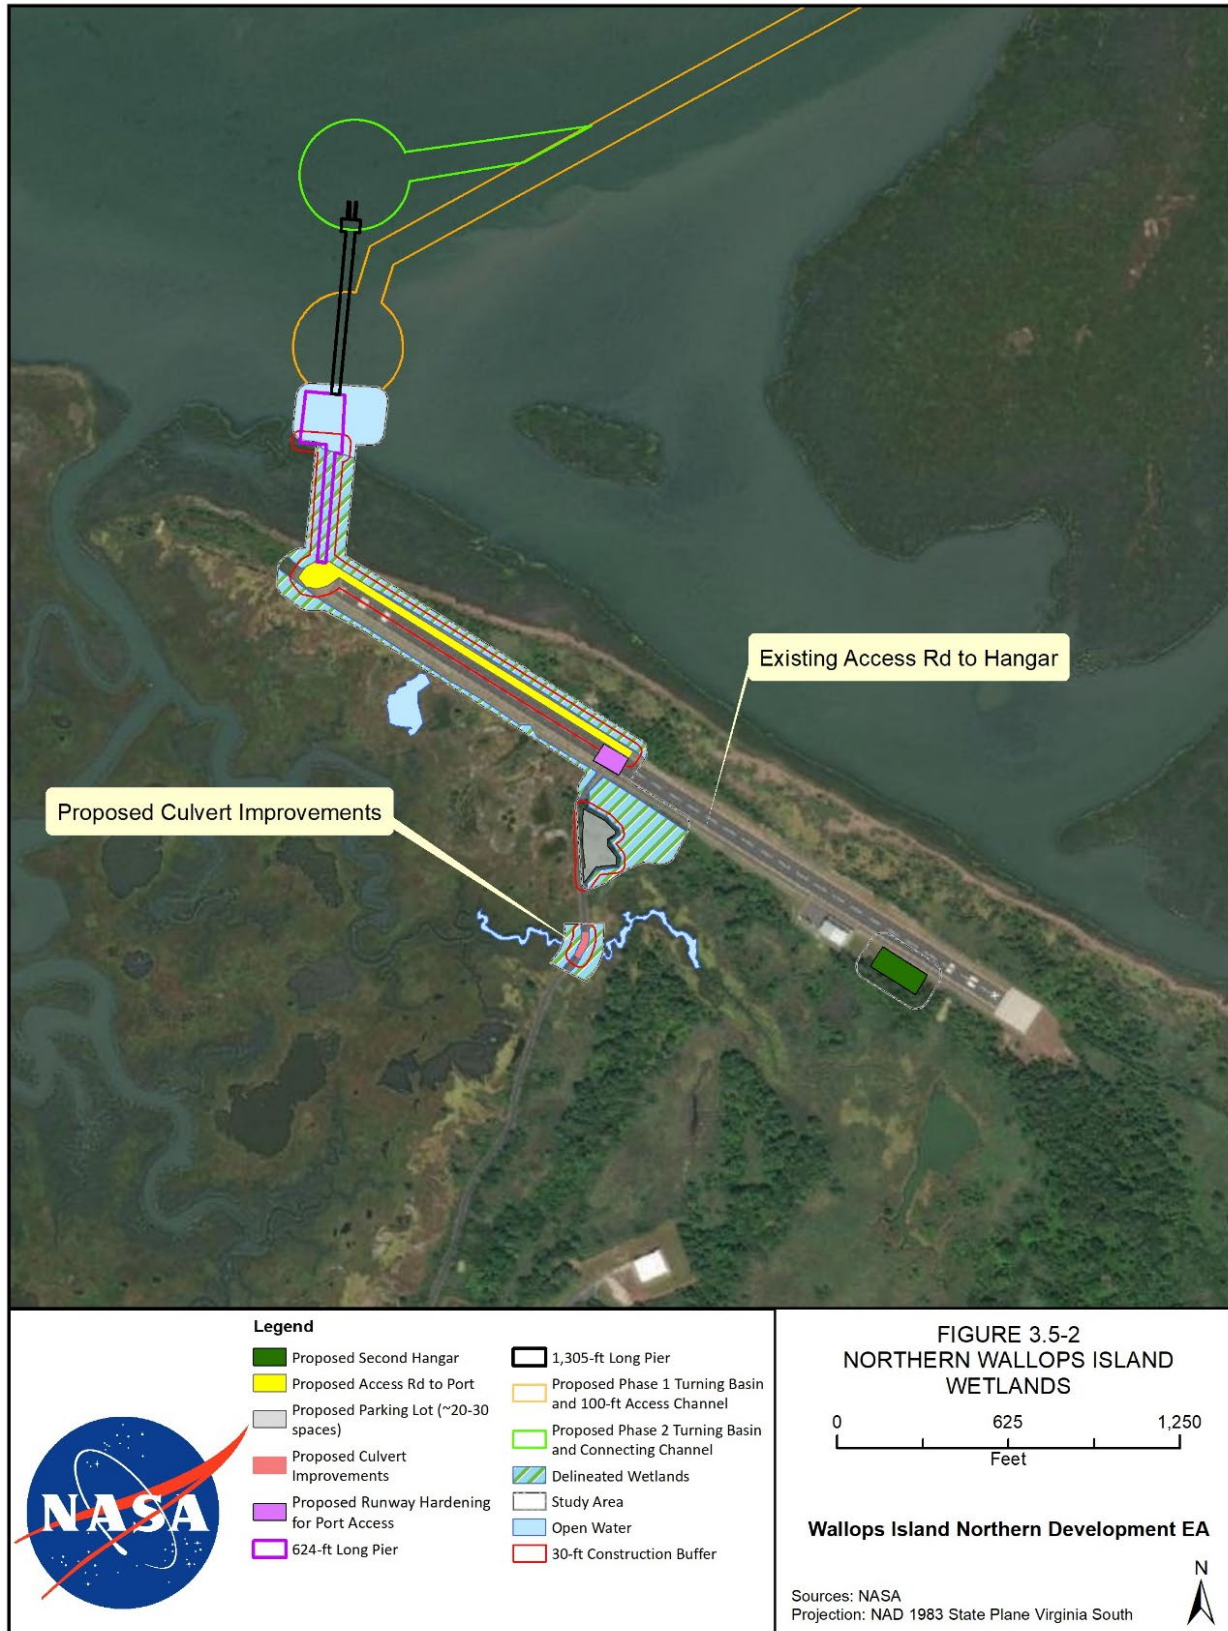 Existing Access Rd to Hangar
Proposed Culvert Improvements
Legend
Proposed Second Hangar
Proposed Access Rd to Port
Proposed Parking Lot (~20-30
spaces)
Proposed Culvert
Improvements
Proposed Runway Hardening
for Port Access
624-ft Long Pier
1,305-ft Long Pier
Proposed Phase 1 Turning Basin
and 100-ft Access Channel
Proposed Phase 2 Turning Basin
and Connecting Channel
Delineated Wetlands
Study Area
Open Water
30-ft Construction Buffer
NASA
FIGURE 3.5-2
NORTHERN WALLOPS ISLAND
WETLANDS
0 625 1,250
Feet
Wallops Island Northern Development EA
N
Sources: NASA
Projection: NAD 1983 State Plane Virginia South